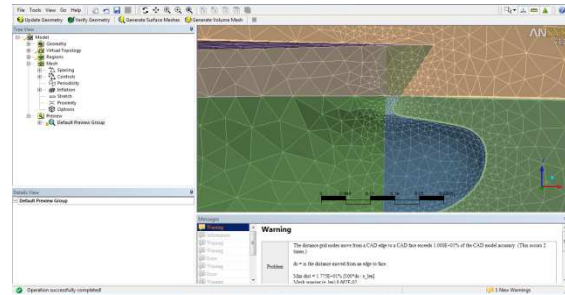 File Tools View Go Help
Update Geometry Verify Geometry Generate Surface Meshes Generate Volume Mesh
Tree View
Model
Geometry
Virtual Topology
Regions
Mesh
Spacing
Controls
Periodicity
Inflation
Stretch
Proximity
Options
Preview
Default Preview Group
Details View
Default Preview Group
AN
Messages
Warning
Warning
The distance grid nodes move from a CAD edge to a CAD face exceeds 1.000E-01% of the CAD model accuracy. (This occurs 2
times.)
Problem
ds = is the distance moved from an edge to face.
Operation successfully completed!
1 New Warnings